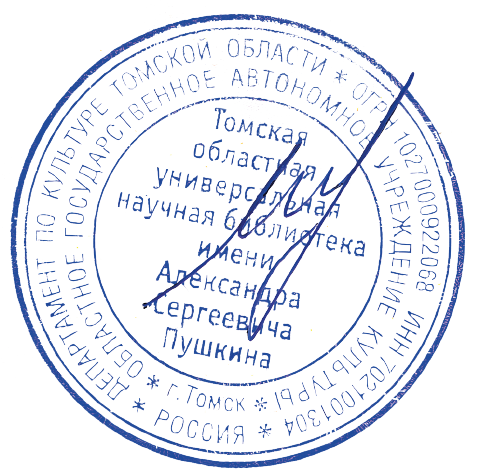 ДЕПАРТАМЕНТ ПО КУЛЬТУРЕ ТОМСКОЙ ОБЛАСТИ * ОГРН 1027000922068 ИНН 7021001304 * РОССИЯ *
ОБЛАСТНОЕ ГОСУДАРСТВЕННОЕ АВТОНОМНОЕ УЧРЕЖДЕНИЕ КУЛЬТУРЫ * г. Томск *
Томская
областная
универсальная
научная библиотека
имени
Александра
Сергеевича
Пушкина